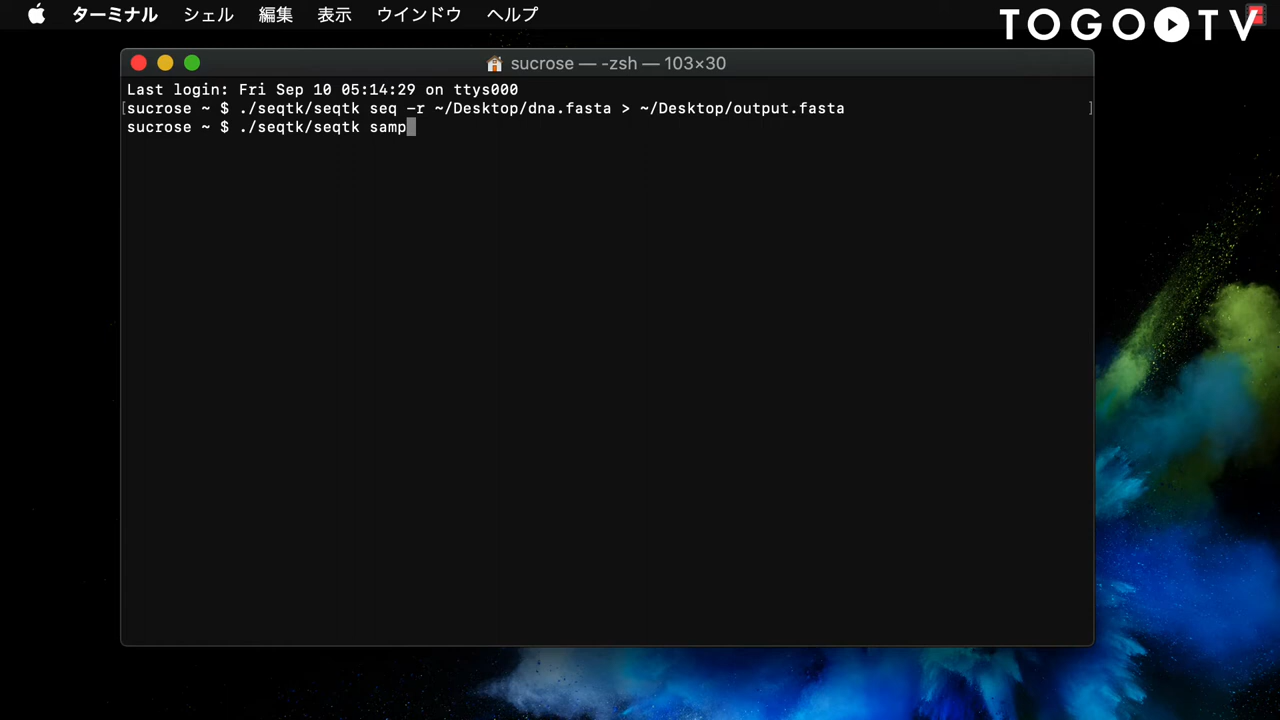 ターミナル シェル 編集 表示 ウインドウ ヘルプ
TOGO TV
sucrose — -zsh — 103×30
Last login: Fri Sep 10 05:14:29 on ttys000
[sucrose ~ $ ./seqtk/seqtk seq -r ~/Desktop/dna.fasta > ~/Desktop/output.fasta ]
sucrose ~ $ ./seqtk/seqtk samp